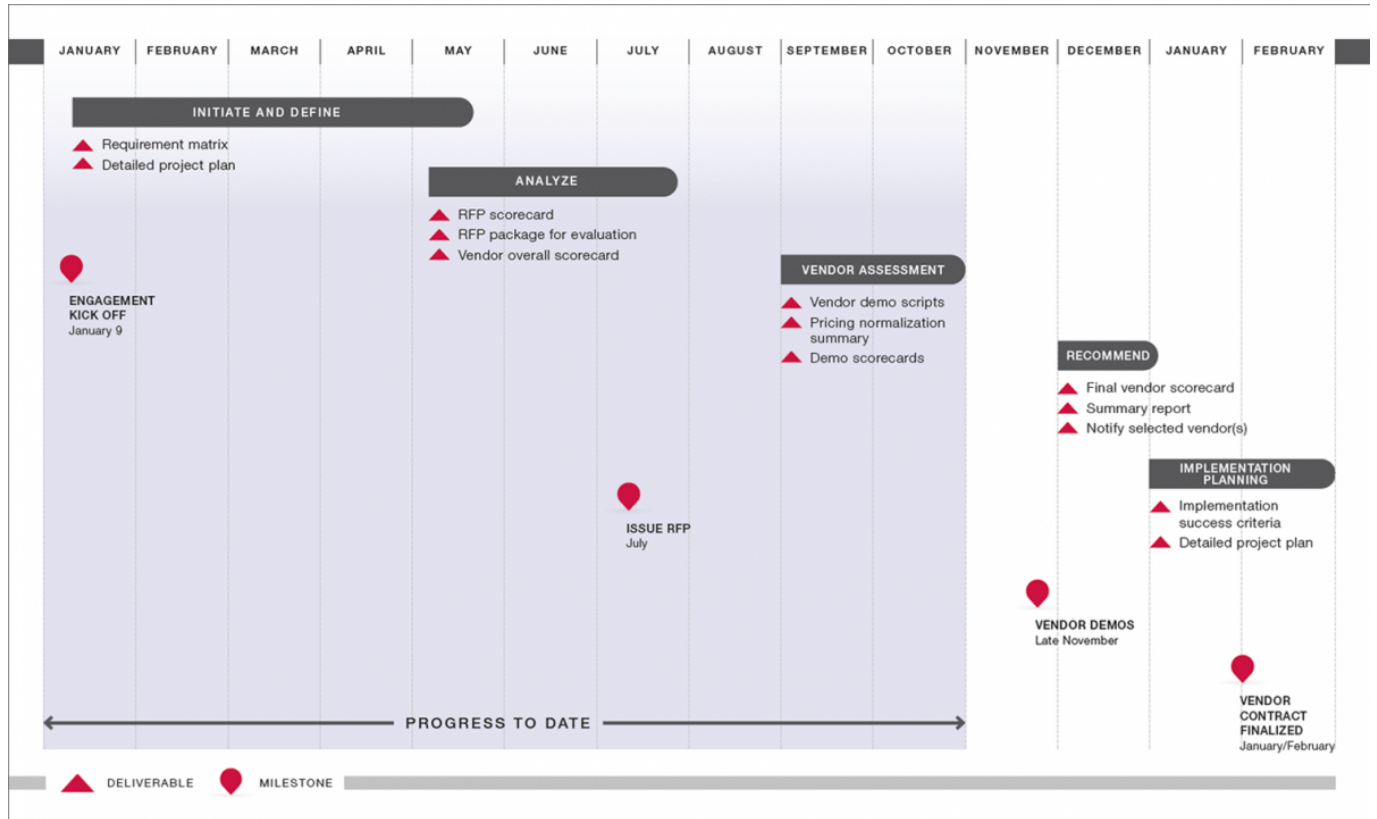 JANUARY
FEBRUARY
MARCH
APRIL
MAY
JUNE
JULY
AUGUST
SEPTEMBER
OCTOBER
NOVEMBER
DECEMBER
JANUARY
FEBRUARY
INITIATE AND DEFINE
Requirement matrix
Detailed project plan
ANALYZE
RFP scorecard
RFP package for evaluation
Vendor overall scorecard
ENGAGEMENT
KICK OFF
January 9
VENDOR ASSESSMENT
Vendor demo scripts
Pricing normalization
summary
Demo scorecards
RECOMMEND
Final vendor scorecard
Summary report
Notify selected vendor(s)
IMPLEMENTATION
PLANNING
Implementation
success criteria
Detailed project plan
ISSUE RFP
July
VENDOR DEMOS
Late November
VENDOR
CONTRACT
FINALIZED
January/February
PROGRESS TO DATE
DELIVERABLE
MILESTONE